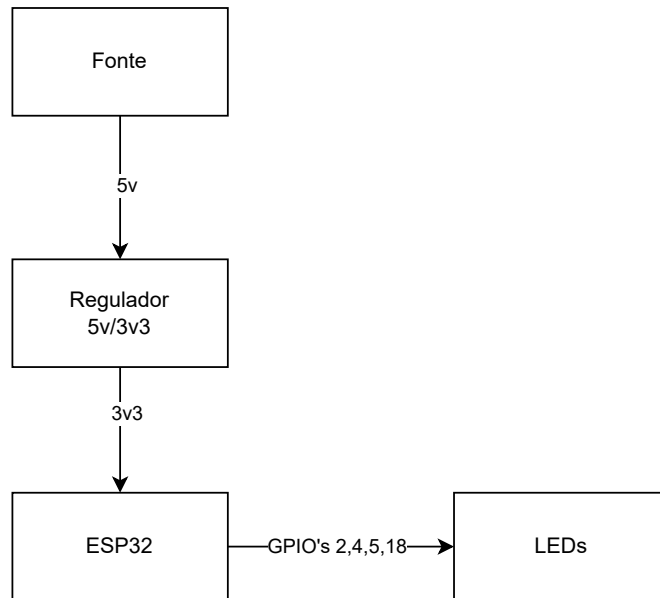 Fonte
5v
Regulador
5v/3v3
3v3
ESP32
GPIO's 2,4,5,18
LEDs